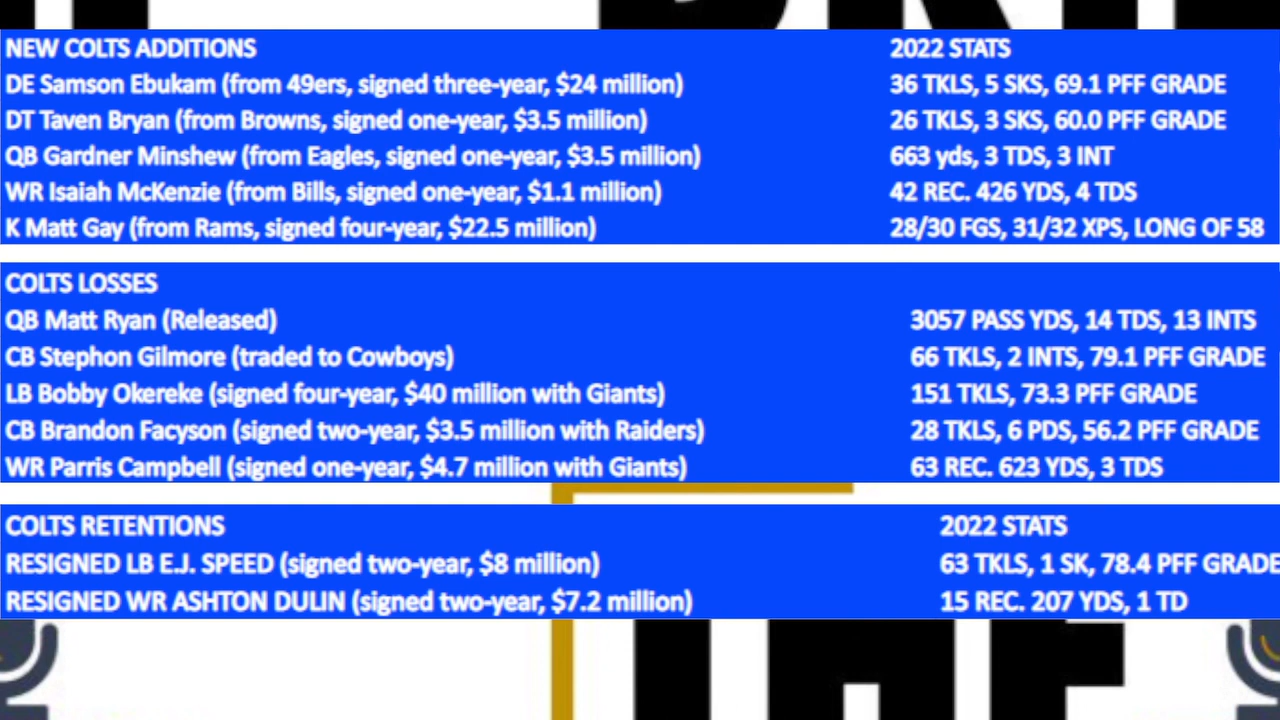 NEW COLTS ADDITIONS 2022 STATS
DE Samson Ebukam (from 49ers, signed three-year, $24 million) 36 TKLS, 5 SKS, 69.1 PFF GRADE
DT Taven Bryan (from Browns, signed one-year, $3.5 million) 26 TKLS, 3 SKS, 60.0 PFF GRADE
QB Gardner Minshew (from Eagles, signed one-year, $3.5 million) 663 yds, 3 TDS, 3 INT
WR Isaiah McKenzie (from Bills, signed one-year, $1.1 million) 42 REC. 426 YDS, 4 TDS
K Matt Gay (from Rams, signed four-year, $22.5 million) 28/30 FGS, 31/32 XPS, LONG OF 58
COLTS LOSSES
QB Matt Ryan (Released) 3057 PASS YDS, 14 TDS, 13 INTS
CB Stephon Gilmore (traded to Cowboys) 66 TKLS, 2 INTS, 79.1 PFF GRADE
LB Bobby Okereke (signed four-year, $40 million with Giants) 151 TKLS, 73.3 PFF GRADE
CB Brandon Facyson (signed two-year, $3.5 million with Raiders) 28 TKLS, 6 PDS, 56.2 PFF GRADE
WR Parris Campbell (signed one-year, $4.7 million with Giants) 63 REC. 623 YDS, 3 TDS
COLTS RETENTIONS 2022 STATS
RESIGNED LB E.J. SPEED (signed two-year, $8 million) 63 TKLS, 1 SK, 78.4 PFF GRADE
RESIGNED WR ASHTON DULIN (signed two-year, $7.2 million) 15 REC. 207 YDS, 1 TD